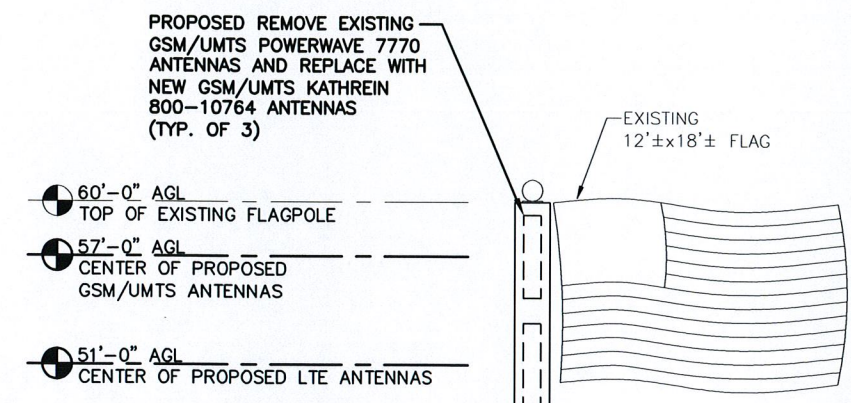 PROPOSED REMOVE EXISTING
GSM/UMTS POWERWAVE 7770
ANTENNAS AND REPLACE WITH
NEW GSM/UMTS KATHREIN
800-10764 ANTENNAS
(TYP. OF 3)
EXISTING
12'±x18'± FLAG
60'-0" AGL
TOP OF EXISTING FLAGPOLE
57'-0" AGL
CENTER OF PROPOSED
GSM/UMTS ANTENNAS
51'-0" AGL
CENTER OF PROPOSED LTE ANTENNAS